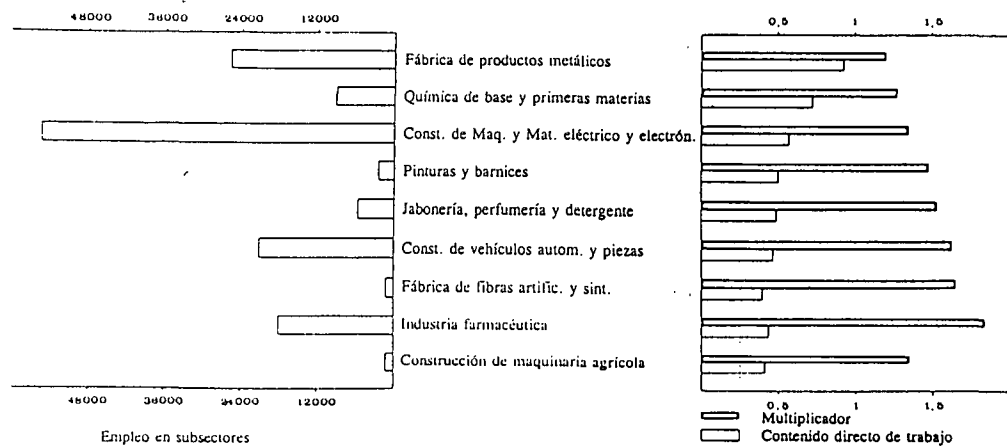 48000 36000 24000 12000
0,5 1 1,5
Fábrica de productos metálicos
Química de base y primeras materias
Const. de Maq. y Mat. eléctrico y electrón.
Pinturas y barnices
Jabonería, perfumería y detergente
Const. de vehículos autom. y piezas
Fábrica de fibras artific. y sint.
Industria farmacéutica
Construcción de maquinaria agrícola
48000 36000 24000 12000
0,5 1 1,5
Empleo en subsectores
Multiplicador
Contenido directo de trabajo